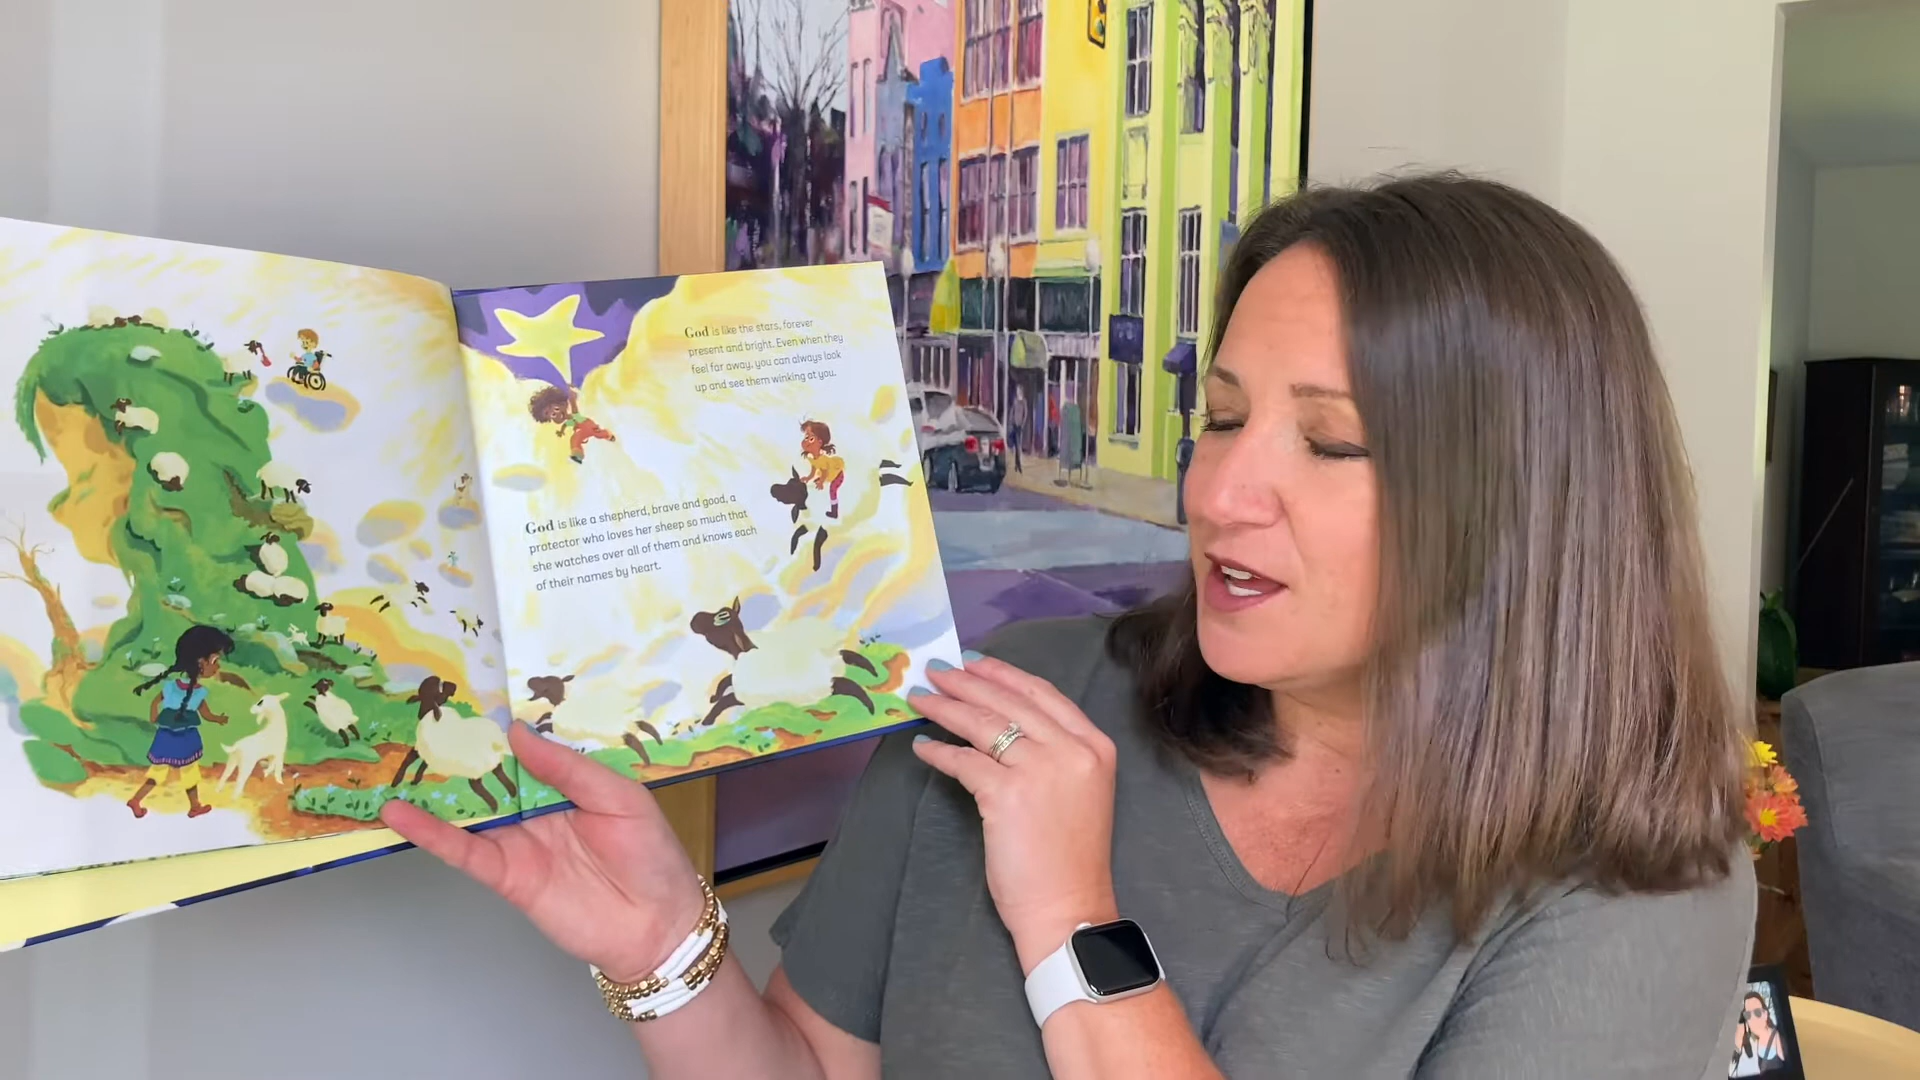 God is like the stars, forever
present and bright. Even when they
feel far away, you can always look
up and see them winking at you.
God is like a shepherd, brave and good, a
protector who loves her sheep so much that
she watches over all of them and knows each
of their names by heart.